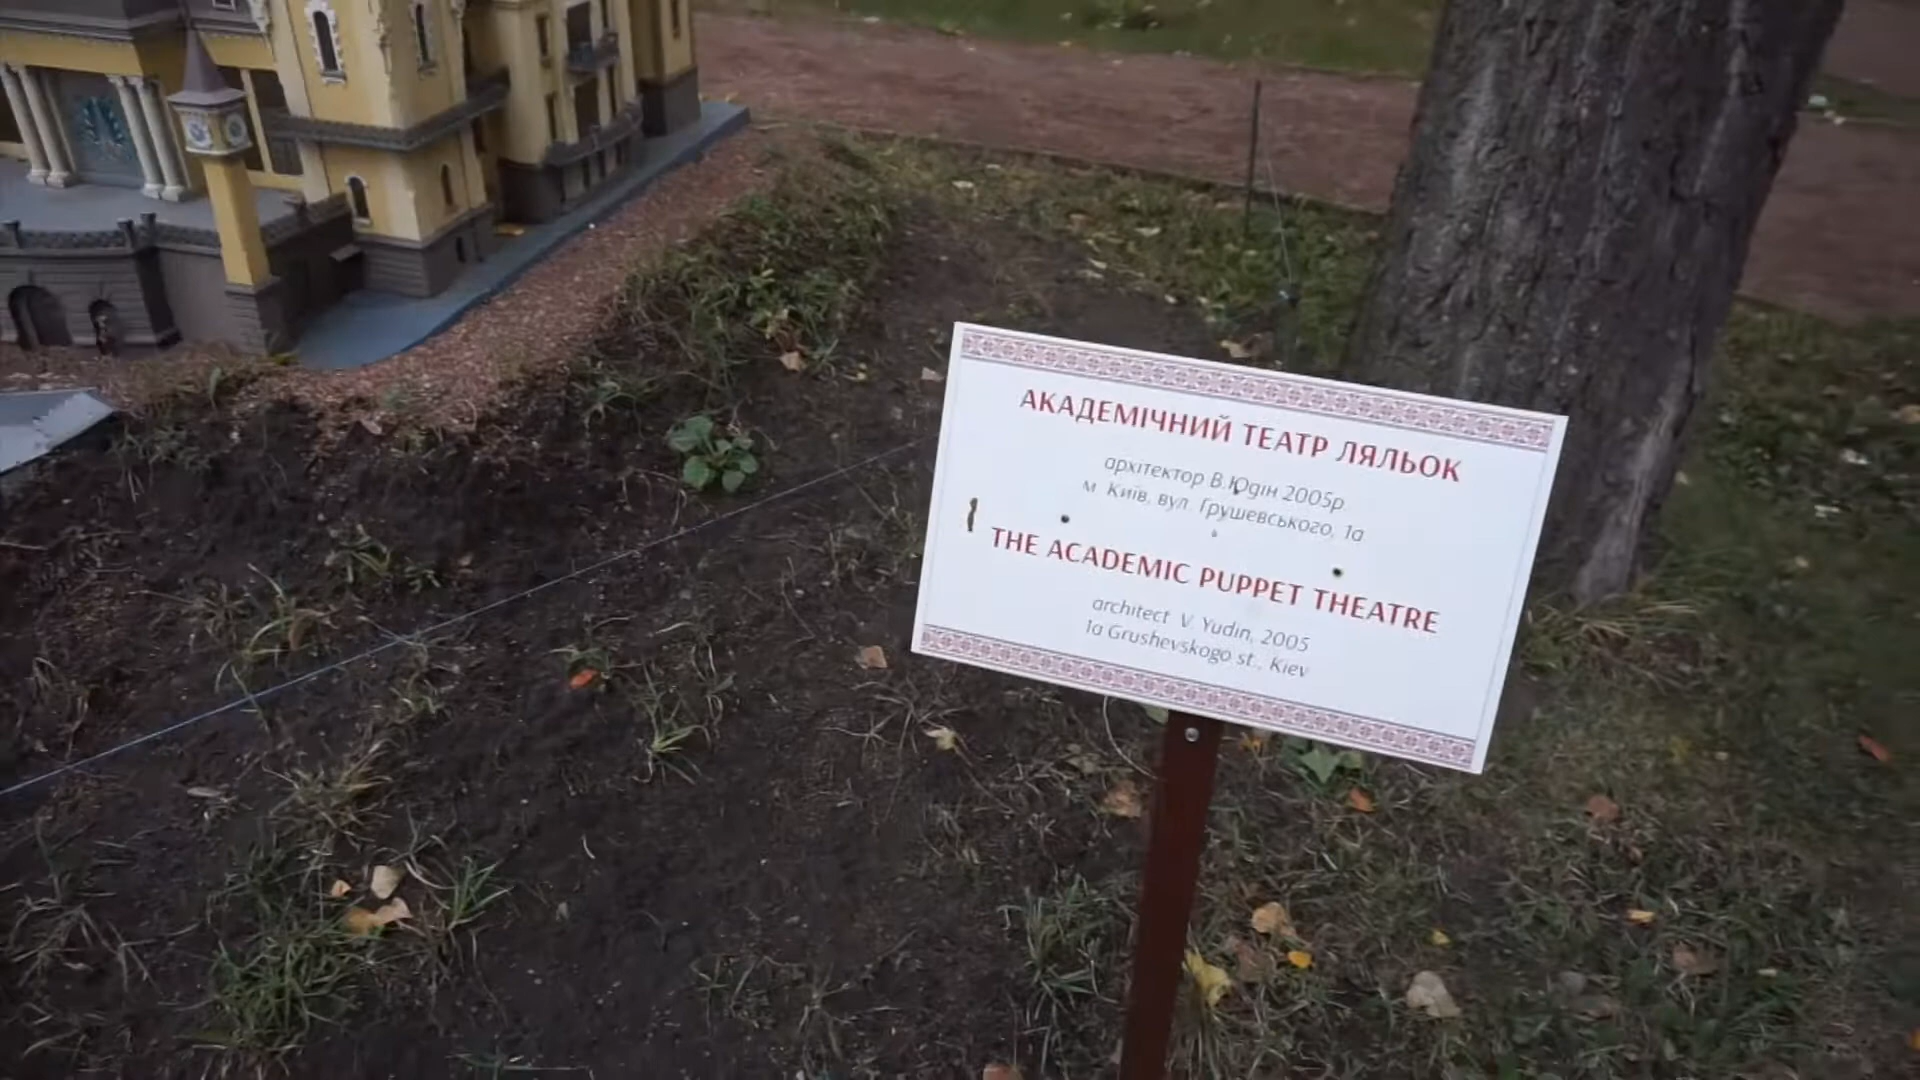 АКАДЕМІЧНИЙ ТЕАТР ЛЯЛЬОК
архітектор В.Юдін 2005р
м. Київ, вул. Грушевського, 1а
THE ACADEMIC PUPPET THEATRE
architect V. Yudin, 2005
1a Grushevskogo st., Kiev